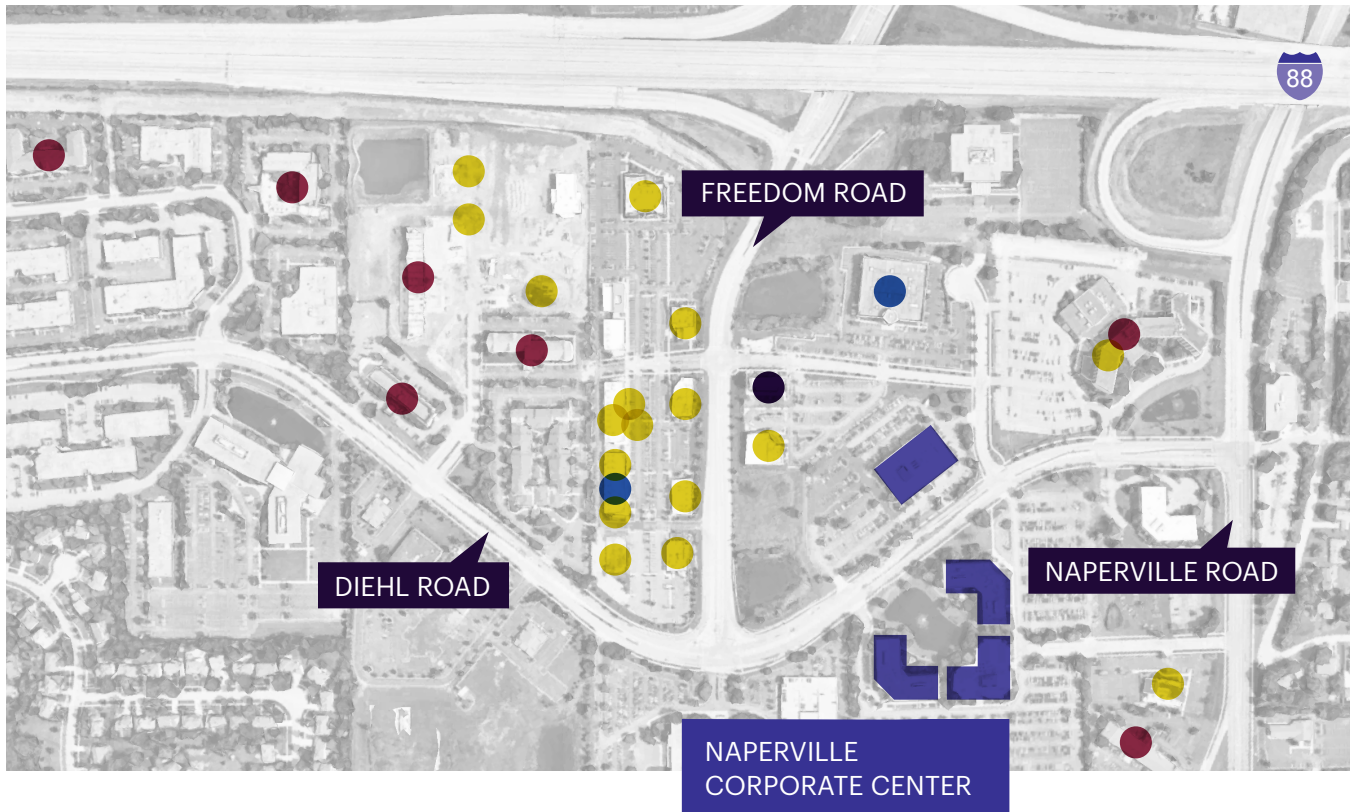 88
FREEDOM ROAD
DIEHL ROAD
NAPERVILLE ROAD
NAPERVILLE
CORPORATE CENTER